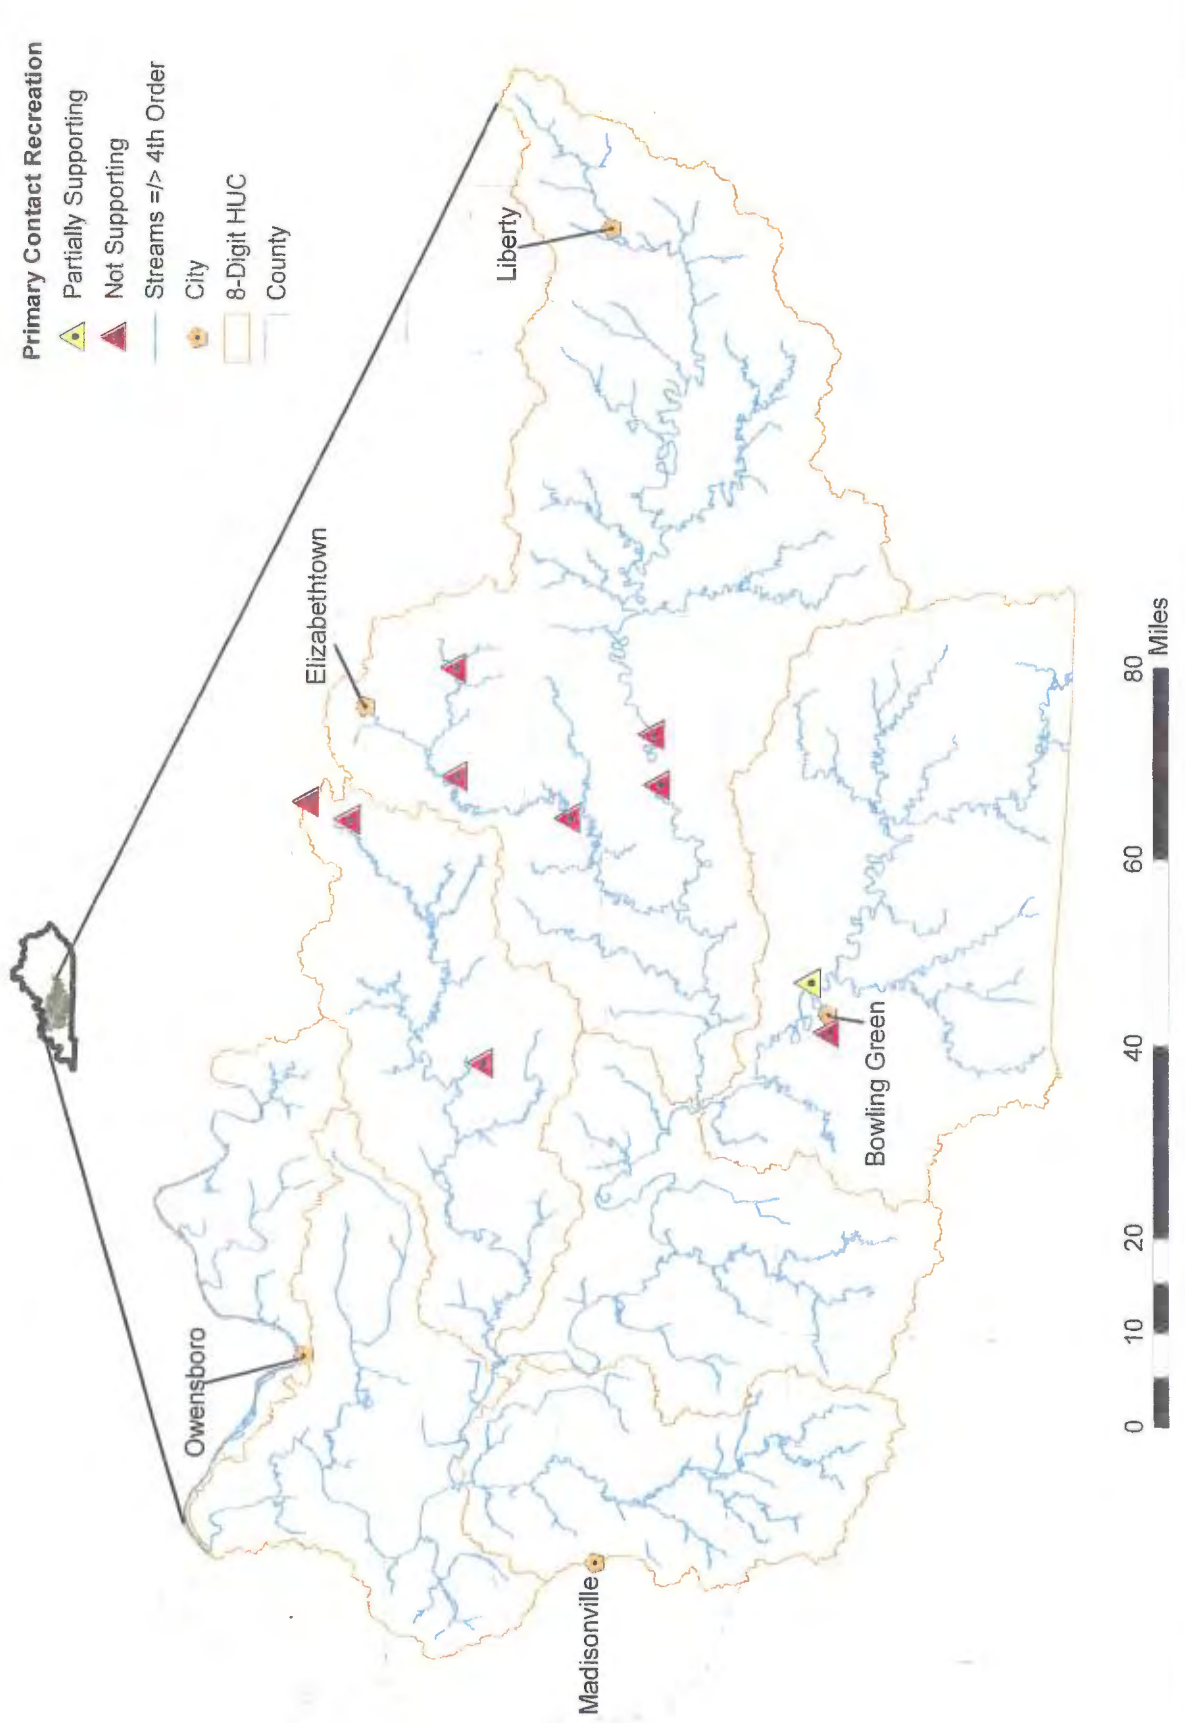 Primary Contact Recreation
Partially Supporting
Not Supporting
Streams =/> 4th Order
City
8-Digit HUC
County
Owensboro
Elizabethtown
Liberty
Madisonville
Bowling Green
0 10 20 40 60 80
Miles